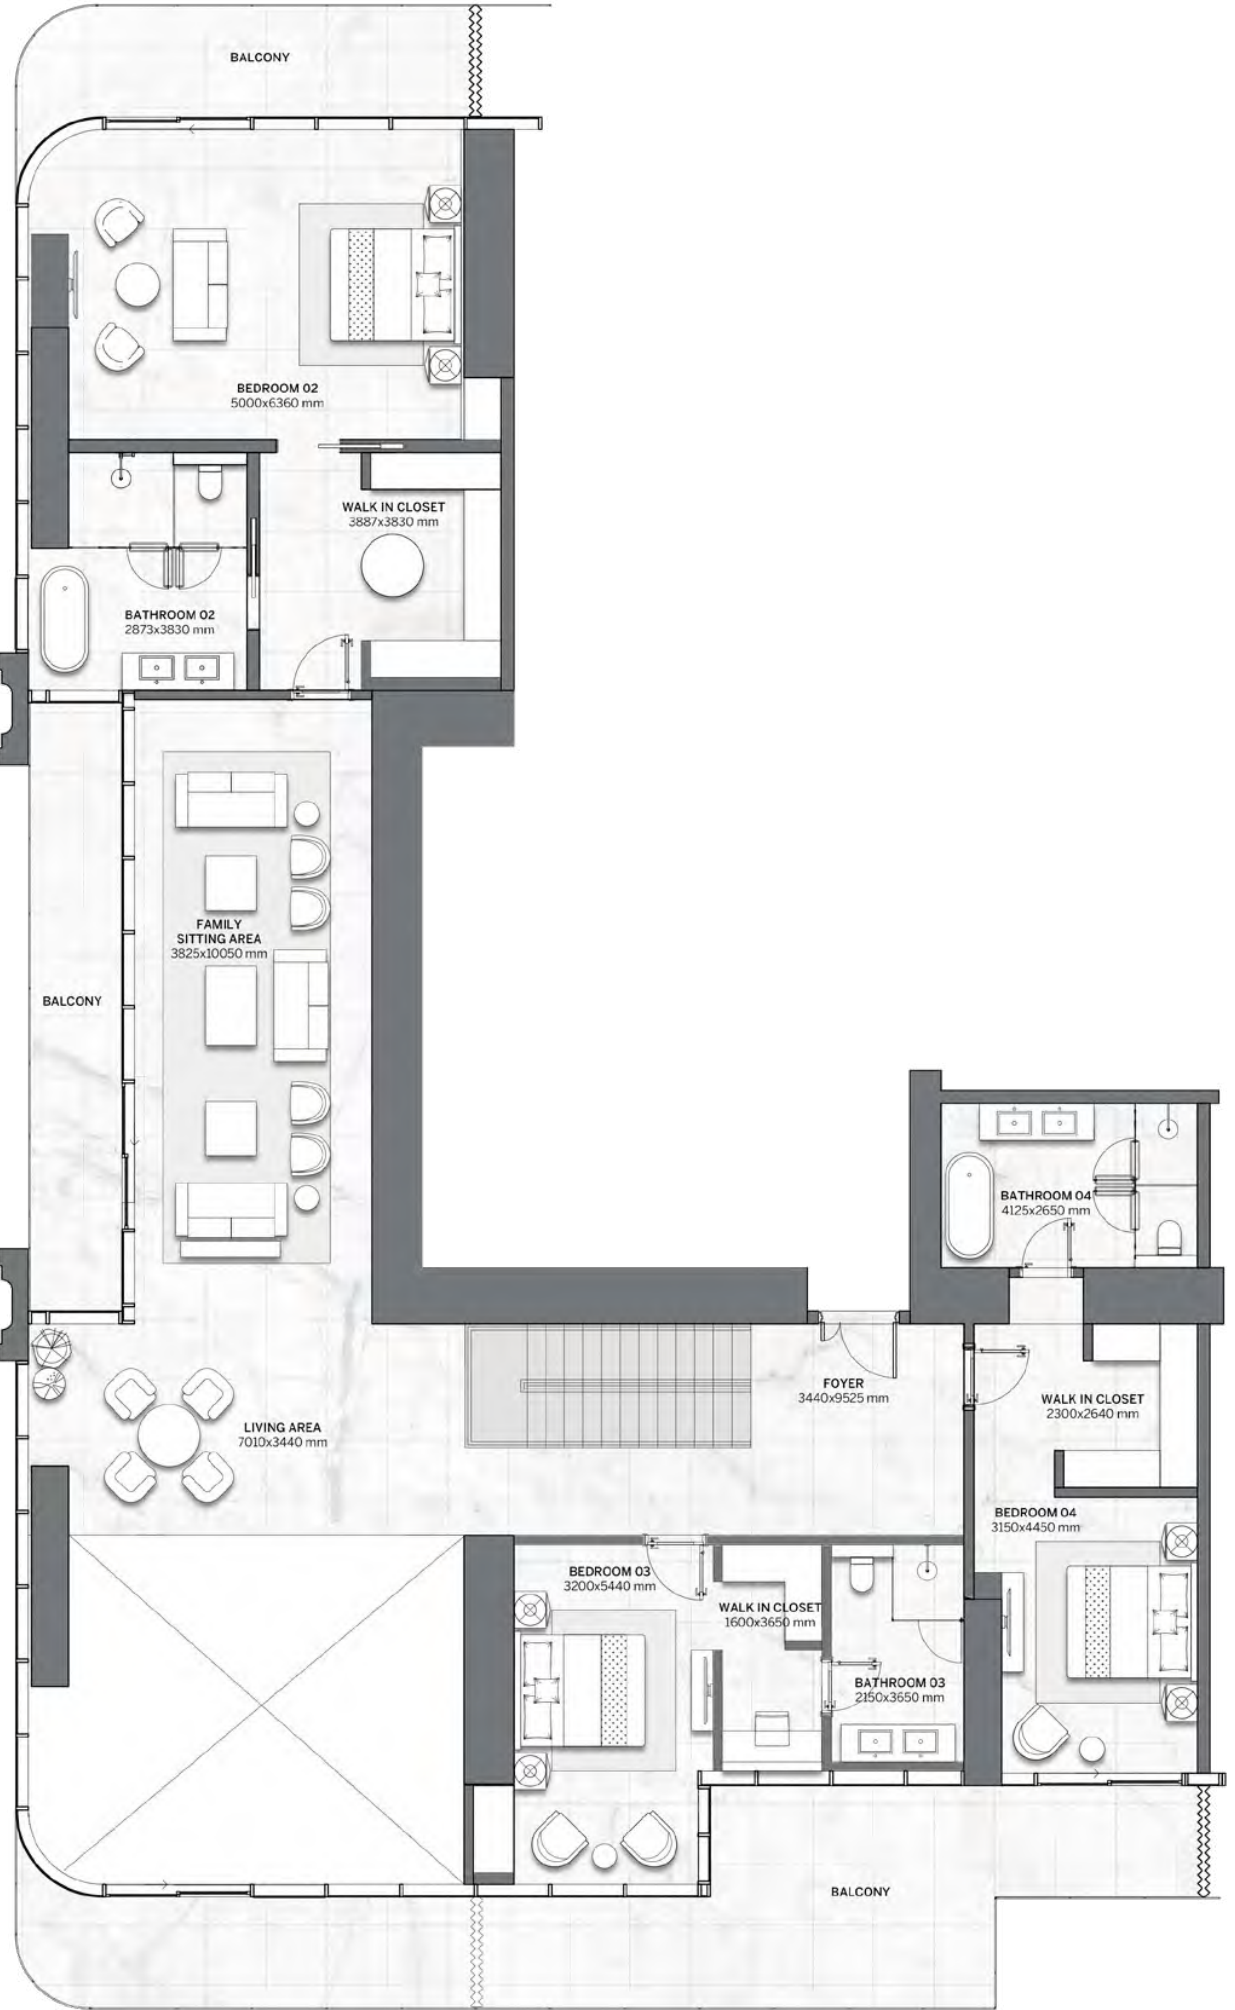 BALCONY
BEDROOM 02
5000x6360 mm
WALK IN CLOSET
3887x3830 mm
BATHROOM 02
2873x3830 mm
FAMILY
SITTING AREA
3825x10050 mm
BALCONY
BATHROOM 04
4125x2650 mm
FOYER
3440x9525 mm
WALK IN CLOSET
2300x2640 mm
LIVING AREA
7010x3440 mm
BEDROOM 04
3150x4450 mm
BEDROOM 03
3200x5440 mm
WALK IN CLOSET
1600x3650 mm
BATHROOM 03
2150x3650 mm
BALCONY